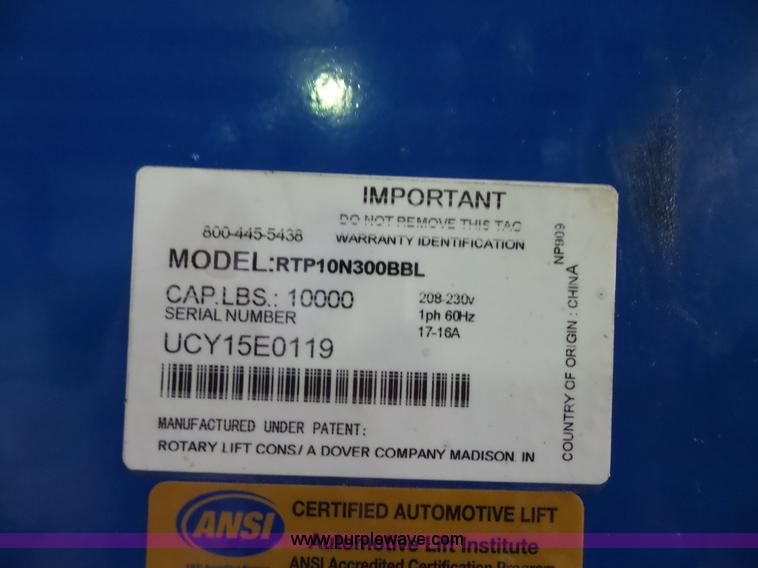 IMPORTANT
DO NOT REMOVE THIS TAG
800-445-5438 WARRANTY IDENTIFICATION
MODEL:RTP10N300BBL
CAP.LBS.: 10000 208-230v
SERIAL NUMBER 1ph 60Hz
17-16A
UCY15E0119
MANUFACTURED UNDER PATENT:
ROTARY LIFT CONS/ A DOVER COMPANY MADISON IN
COUNTRY OF ORIGIN : CHINA
NP909
ANSI
CERTIFIED AUTOMOTIVE LIFT
www.purplewave.com
Automotive Lift Institute
ANSI Accredited Certification Program